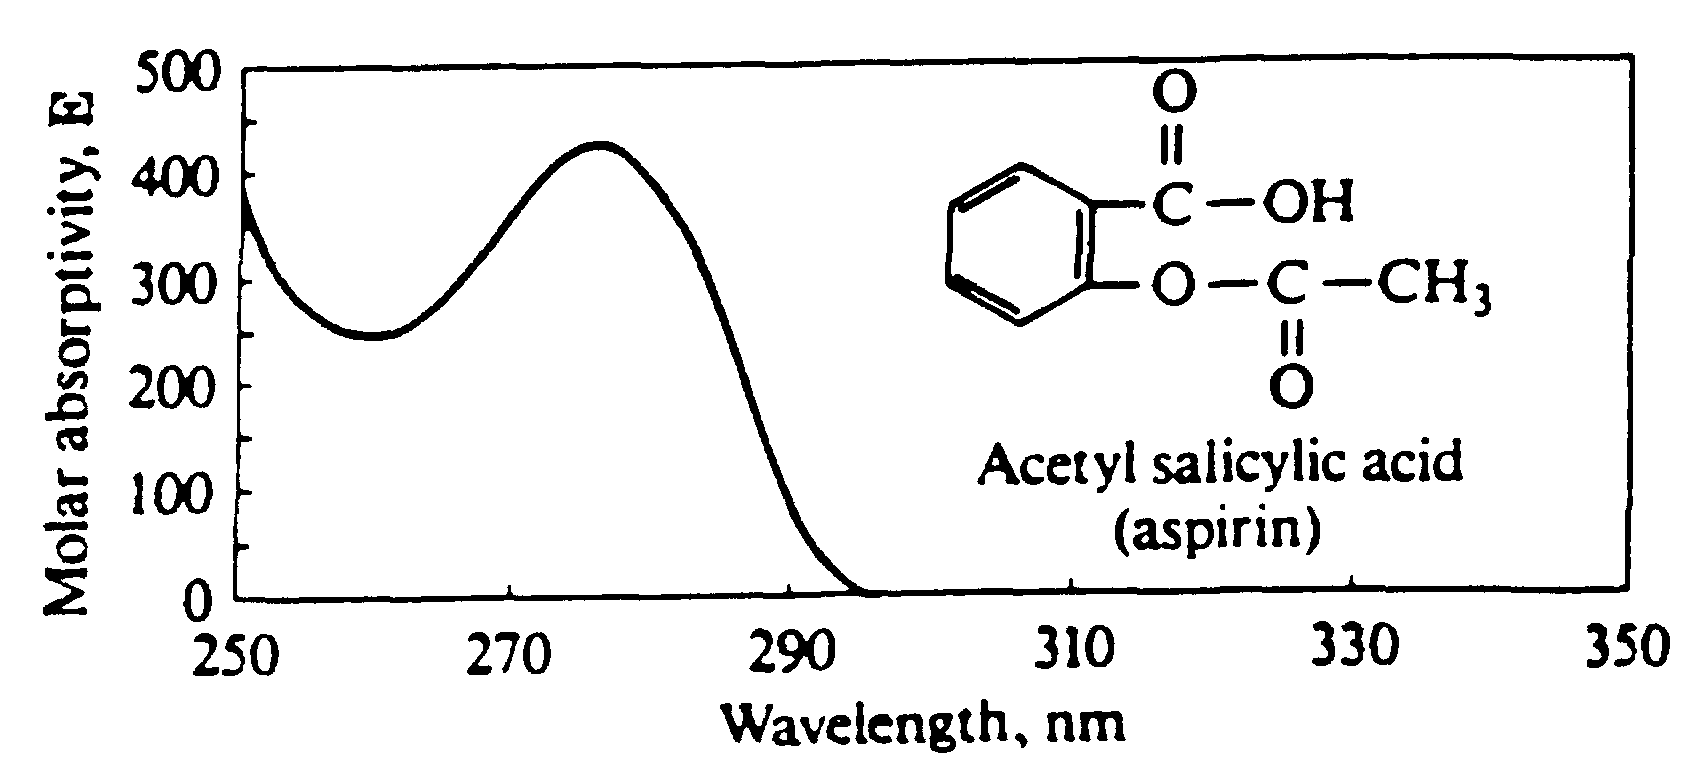 Molar absorptivity, E
500
400
300
200
100
0
250 270 290 310 330 350
Wavelength, nm
O
C — OH
O — C — CH₃
O
Acetyl salicylic acid
(aspirin)